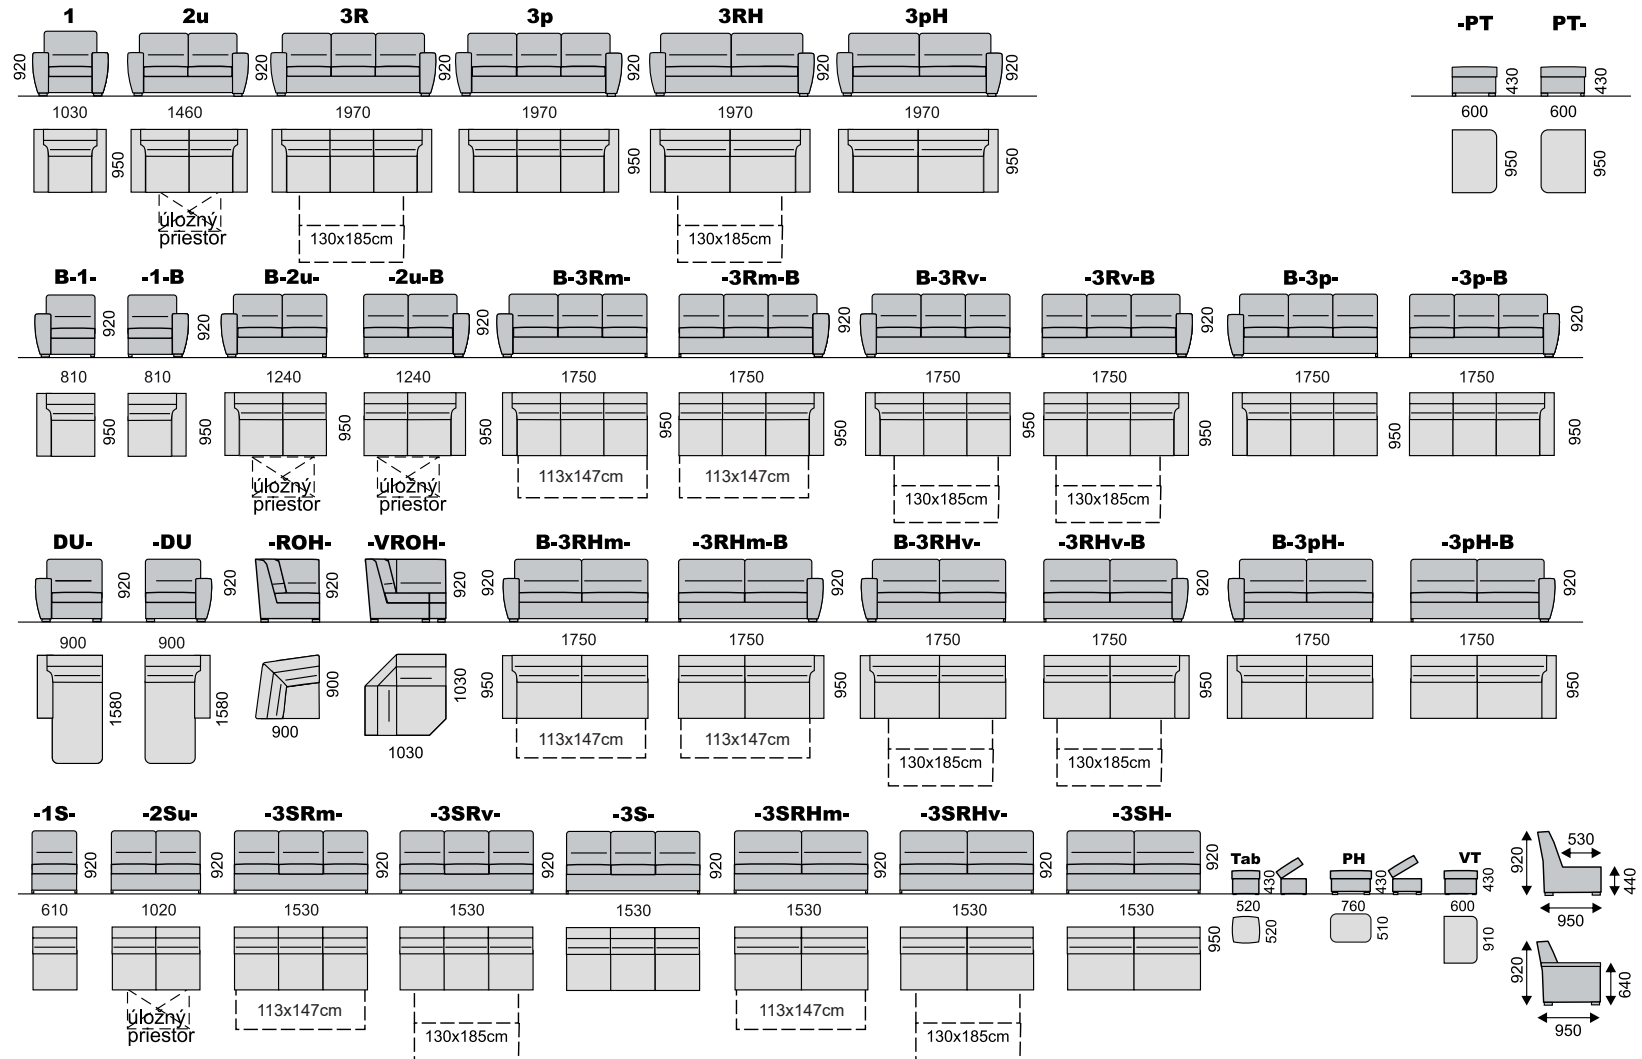 1 2u 3R 3p 3RH 3pH -PT PT-
920 920 920 920 920 920 430 430
1030 1460 1970 1970 1970 1970 600 600
950 950 950 950 950
úložný
priestor
130x185cm 130x185cm
B-1- -1-B B-2u- -2u-B B-3Rm- -3Rm-B B-3Rv- -3Rv-B B-3p- -3p-B
920 920 920 920 920 920 920
810 810 1240 1240 1750 1750 1750 1750 1750 1750
950 950 950 950 950 950 950 950 950 950
úložný úložný
priestor priestor
113x147cm 113x147cm
130x185cm 130x185cm
DU- -DU -ROH- -VROH- B-3RHm- -3RHm-B B-3RHv- -3RHv-B B-3pH- -3pH-B
920 920 920 920 920 920 920 920
900 900 1750 1750 1750 1750 1750 1750
1580 1580 900 1030 950 950 950 950
900 1030
113x147cm 113x147cm
130x185cm 130x185cm
-1S- -2Su- -3SRm- -3SRv- -3S- -3SRHm- -3SRHv- -3SH-
920 920 920 920 920 920 920 920
Tab PH VT
430 430 430
920 530 440
950
610 1020 1530 1530 1530 1530 1530 1530
520 760 600
950 520 510 910
920 640
950
úložný
priestor
113x147cm 113x147cm
130x185cm 130x185cm